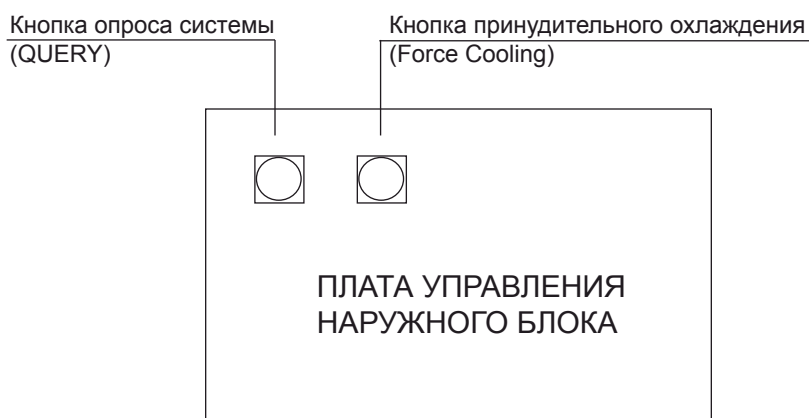 Кнопка опроса системы
(QUERY)
Кнопка принудительного охлаждения
(Force Cooling)
ПЛАТА УПРАВЛЕНИЯ
НАРУЖНОГО БЛОКА